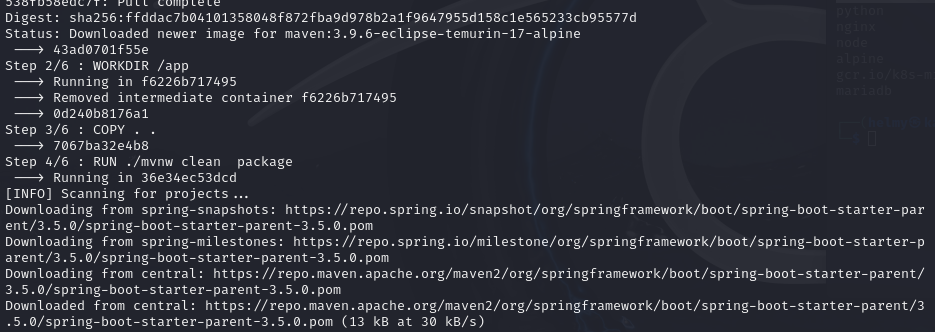 538fb58edc7f: Pull complete
Digest: sha256:ffddac7b04101358048f872fba9d978b2a1f9647955d158c1e565233cb95577d
Status: Downloaded newer image for maven:3.9.6-eclipse-temurin-17-alpine
 ---> 43ad0701f55e
Step 2/6 : WORKDIR /app
 ---> Running in f6226b717495
 ---> Removed intermediate container f6226b717495
 ---> 0d240b8176a1
Step 3/6 : COPY . .
 ---> 7067ba32e4b8
Step 4/6 : RUN ./mvnw clean  package
 ---> Running in 36e34ec53dcd
[INFO] Scanning for projects...
Downloading from spring-snapshots: https://repo.spring.io/snapshot/org/springframework/boot/spring-boot-starter-par
ent/3.5.0/spring-boot-starter-parent-3.5.0.pom
Downloading from spring-milestones: https://repo.spring.io/milestone/org/springframework/boot/spring-boot-starter-p
arent/3.5.0/spring-boot-starter-parent-3.5.0.pom
Downloading from central: https://repo.maven.apache.org/maven2/org/springframework/boot/spring-boot-starter-parent/
3.5.0/spring-boot-starter-parent-3.5.0.pom
Downloaded from central: https://repo.maven.apache.org/maven2/org/springframework/boot/spring-boot-starter-parent/3
.5.0/spring-boot-starter-parent-3.5.0.pom (13 kB at 30 kB/s)
python
nginx
node
alpine
mariadb